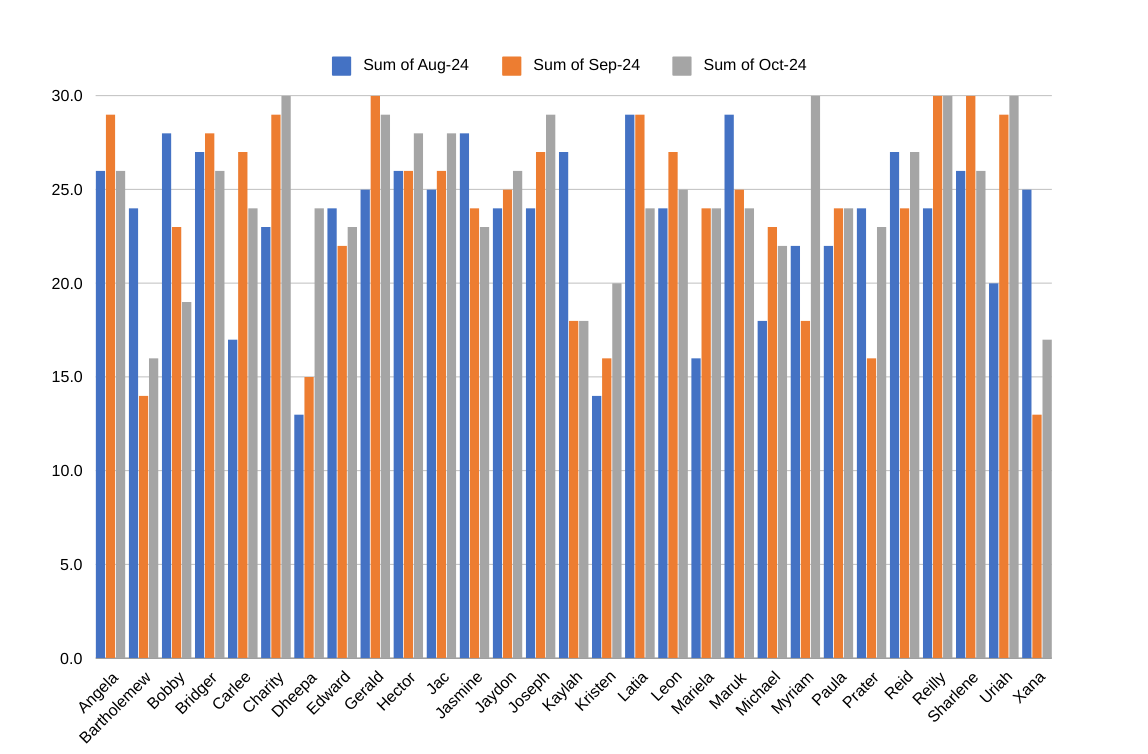 Sum of Aug-24 Sum of Sep-24 Sum of Oct-24
30.0
25.0
20.0
15.0
10.0
5.0
0.0
Angela
Bartholemew
Bobby
Bridger
Carlee
Charity
Dheepa
Edward
Gerald
Hector
Jac
Jasmine
Jaydon
Joseph
Kaylah
Kristen
Latia
Leon
Mariela
Maruk
Michael
Myriam
Paula
Prater
Reid
Reilly
Sharlene
Uriah
Xana